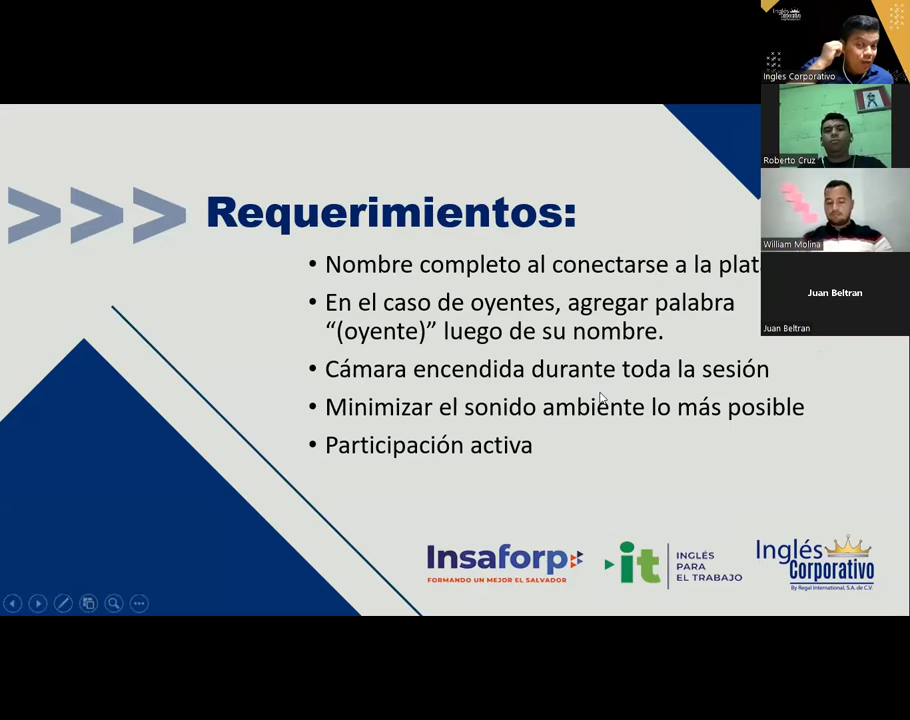 Inglés
Corporativo
Ingles Corporativo
Roberto Cruz
William Molina
Juan Beltran
Juan Beltran
>>> Requerimientos:
• Nombre completo al conectarse a la plat
• En el caso de oyentes, agregar palabra
“(oyente)” luego de su nombre.
• Cámara encendida durante toda la sesión
• Minimizar el sonido ambiente lo más posible
• Participación activa
Insaforp
FORMANDO UN MEJOR EL SALVADOR
it
INGLÉS
PARA
EL TRABAJO
Inglés
Corporativo
By Regal International, S.A. de C.V.